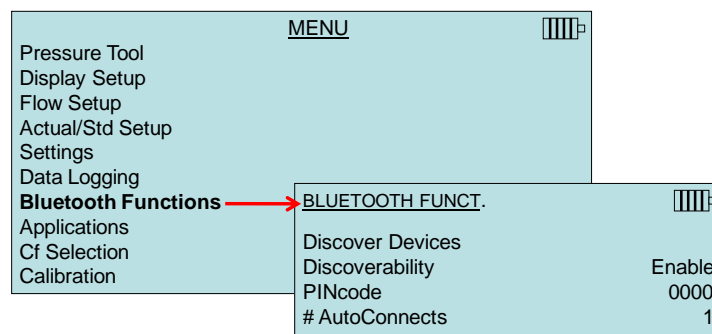 MENU
Pressure Tool
Display Setup
Flow Setup
Actual/Std Setup
Settings
Data Logging
Bluetooth Functions
Applications
Cf Selection
Calibration
BLUETOOTH FUNCT.
Discover Devices
Discoverability Enable
PINcode 0000
# AutoConnects 1